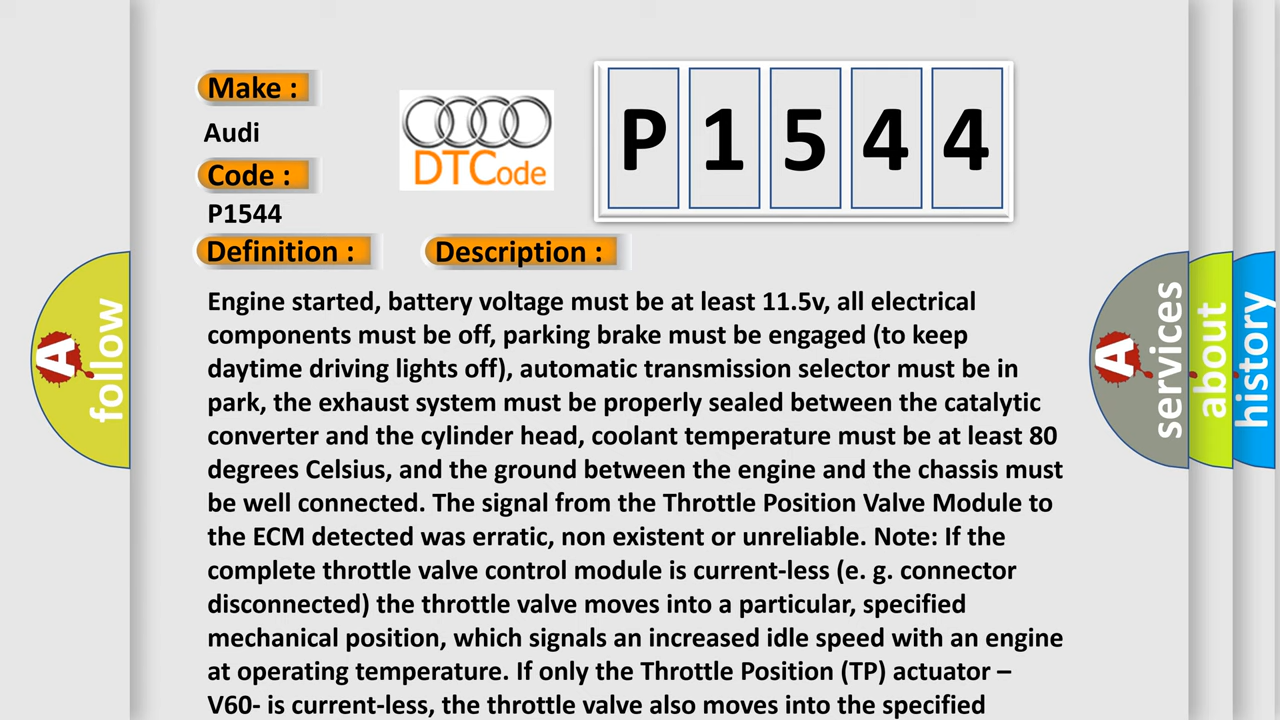 Make :
Audi
Code :
P1544
Definition :
Description :
DTCode
P1544
Engine started, battery voltage must be at least 11.5v, all electrical
components must be off, parking brake must be engaged (to keep
daytime driving lights off), automatic transmission selector must be in
park, the exhaust system must be properly sealed between the catalytic
converter and the cylinder head, coolant temperature must be at least 80
degrees Celsius, and the ground between the engine and the chassis must
be well connected. The signal from the Throttle Position Valve Module to
the ECM detected was erratic, non existent or unreliable. Note: If the
complete throttle valve control module is current-less (e. g. connector
disconnected) the throttle valve moves into a particular, specified
mechanical position, which signals an increased idle speed with an engine
at operating temperature. If only the Throttle Position (TP) actuator –
V60- is current-less, the throttle valve also moves into the specified
A
follow
A
services
about
history